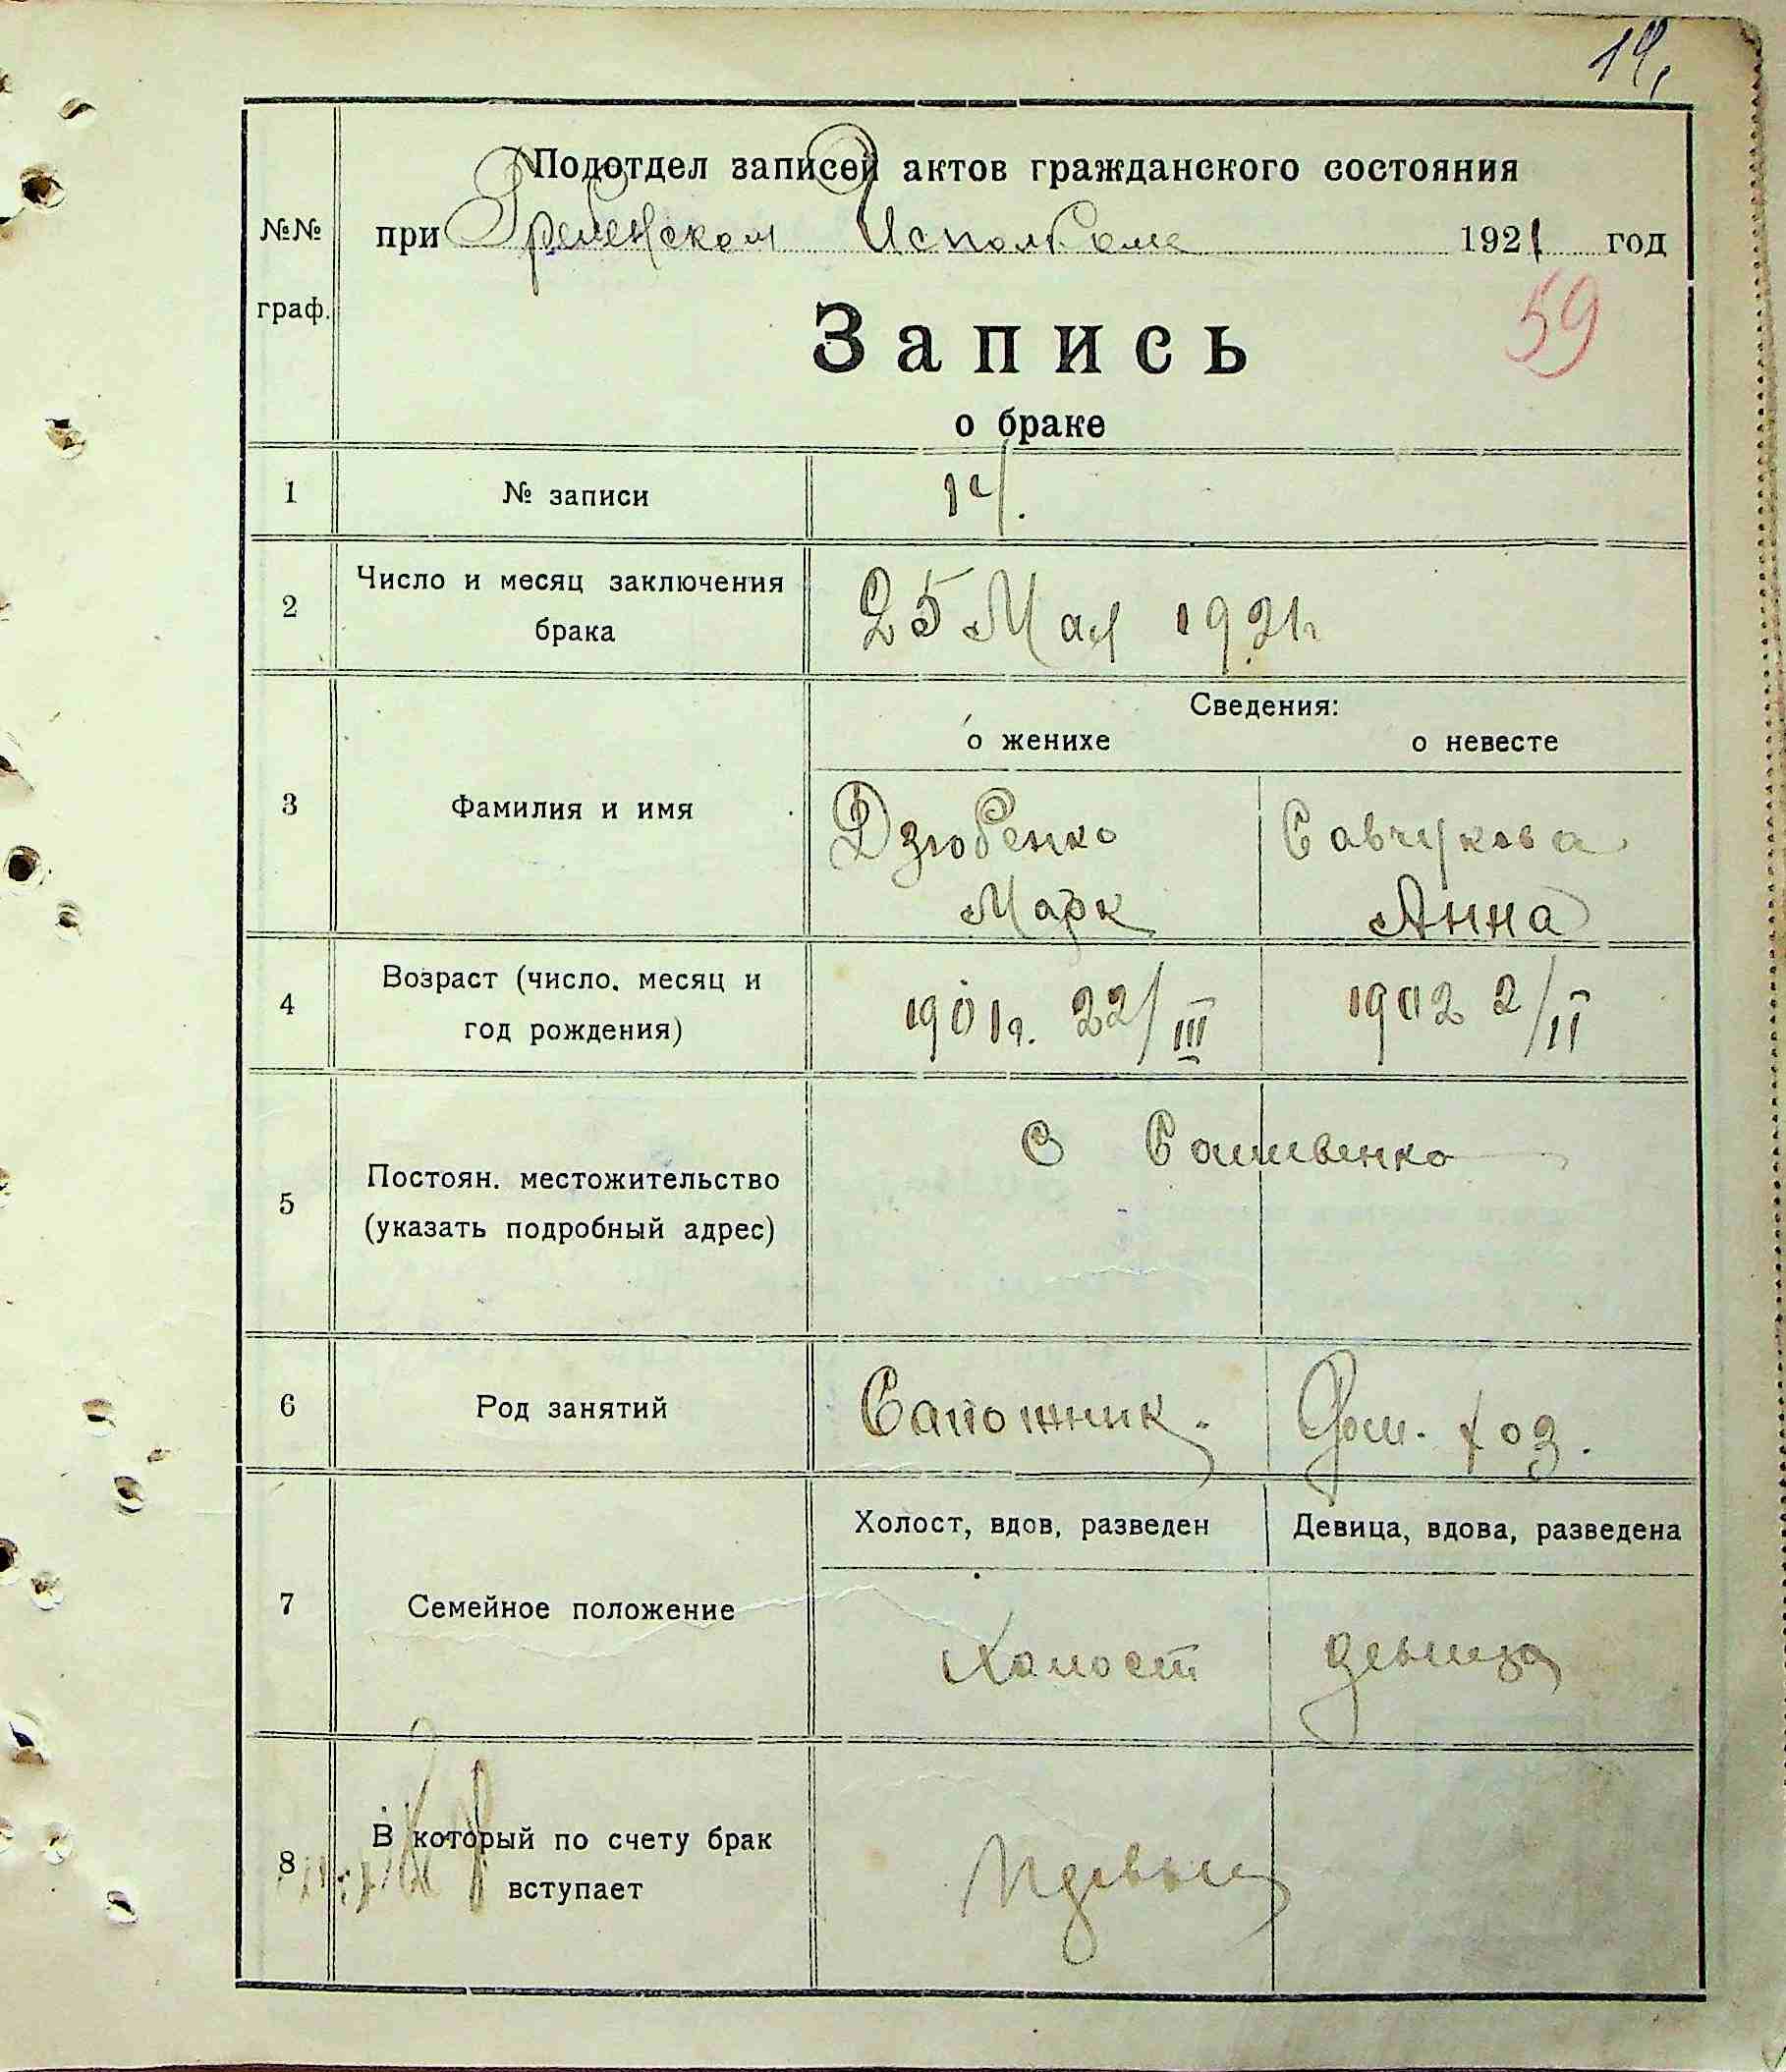 14,
Подотдел записей актов гражданского состояния
при Гребенском Исполкоме 1921 год
№№
граф.
59
Запись
о браке
1 № записи 14.
2 Число и месяц заключения брака 25 Мая 1921г
Сведения:
о женихе о невесте
3 Фамилия и имя Дзюбенко Савчукова
Марк Анна
4 Возраст (число, месяц и год рождения) 1901г. 22/III 1902 2/II
5 Постоян. местожительство (указать подробный адрес) С
6 Род занятий Сапожник. Дом. хоз.
Холост, вдов, разведен Девица, вдова, разведена
7 Семейное положение Холост девица
8 В который по счету брак вступает